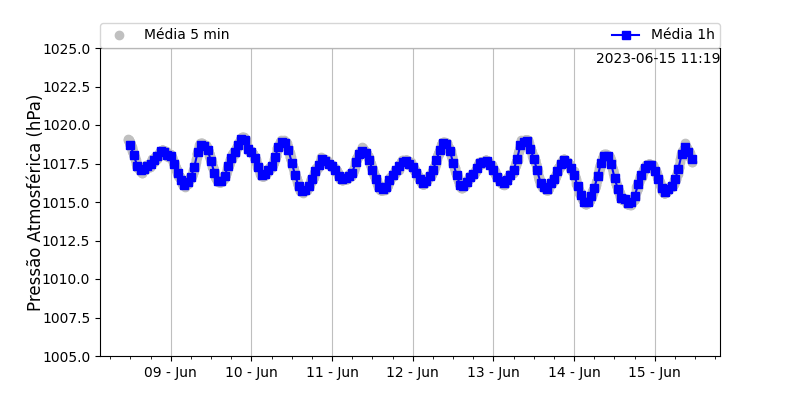 Média 5 min
Média 1h
2023-06-15 11:19
Pressão Atmosférica (hPa)
1025.0
1022.5
1020.0
1017.5
1015.0
1012.5
1010.0
1007.5
1005.0
09 - Jun
10 - Jun
11 - Jun
12 - Jun
13 - Jun
14 - Jun
15 - Jun